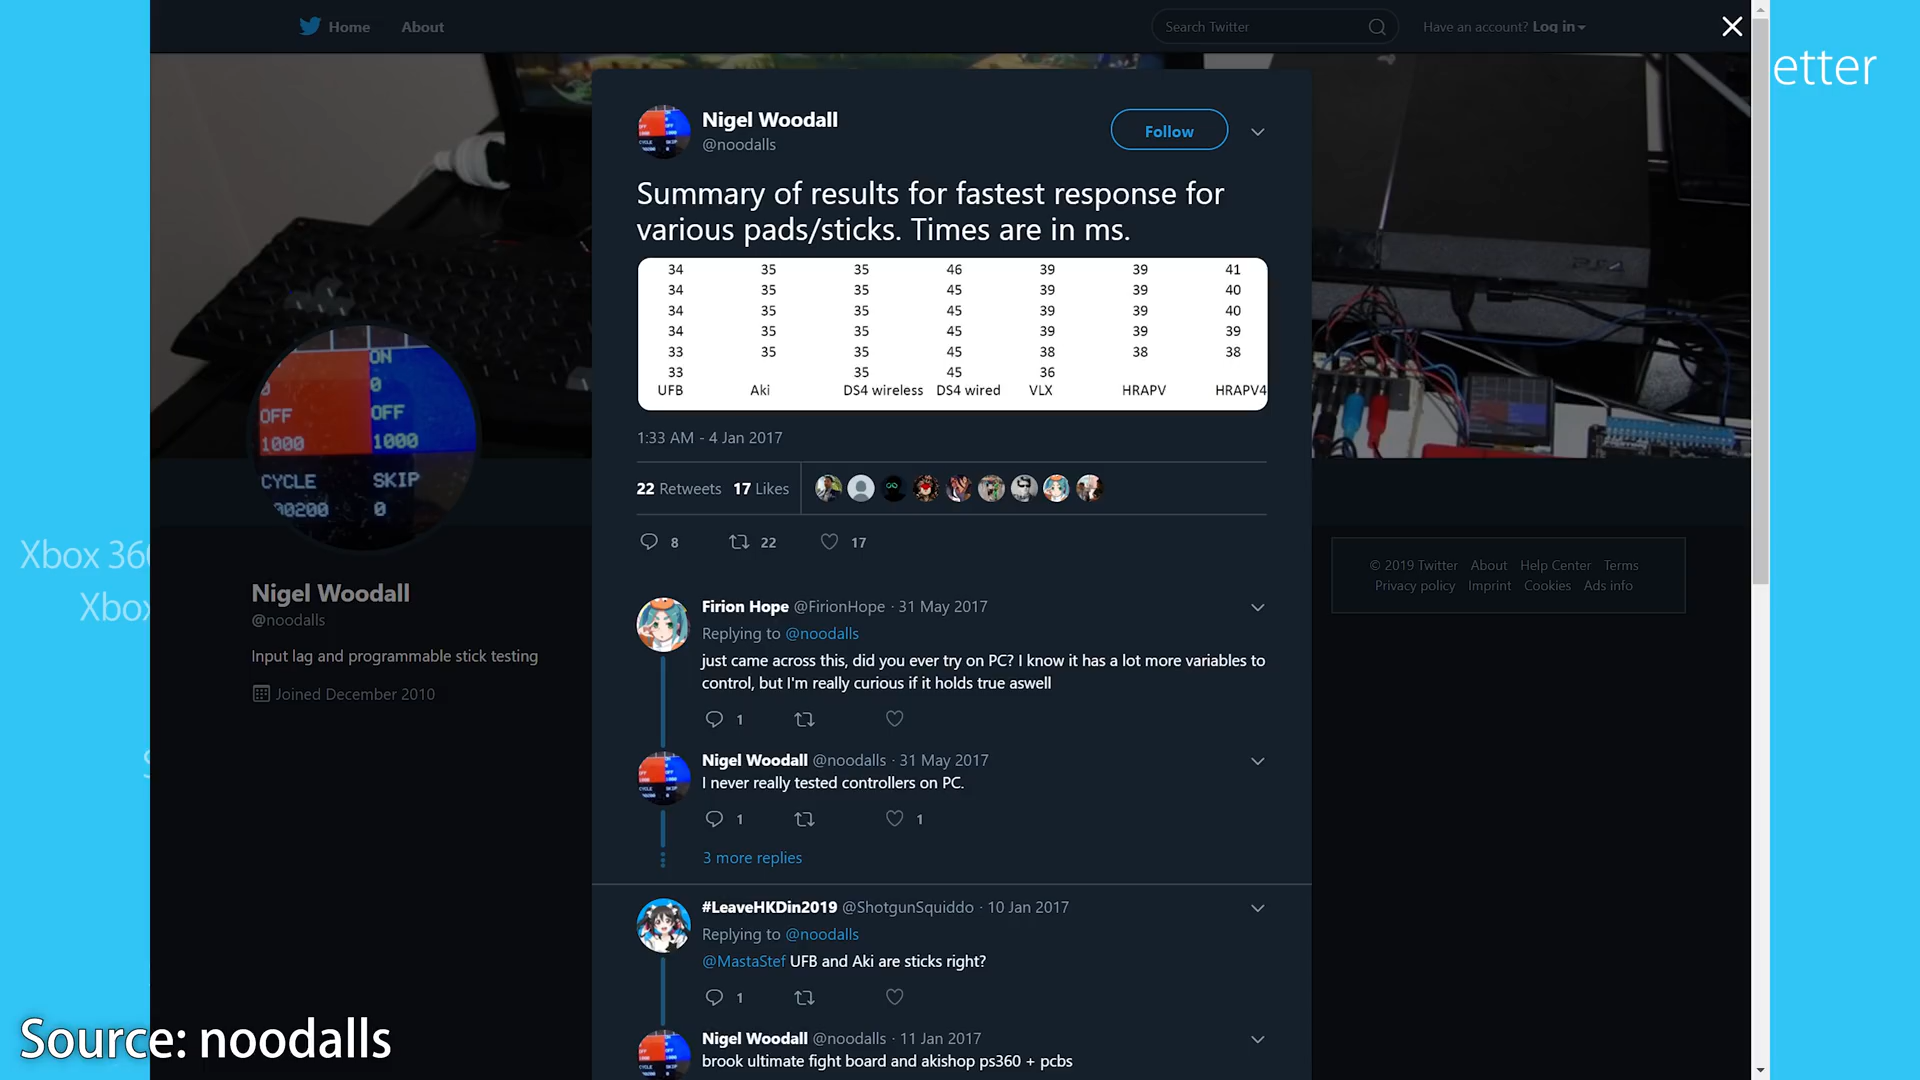 Home
About
Search Twitter
Have an account? Log in
etter
Nigel Woodall
@noodalls
Follow
Summary of results for fastest response for
various pads/sticks. Times are in ms.
34 35 35 46 39 39 41
34 35 35 45 39 39 40
34 35 35 45 39 39 40
34 35 35 45 39 39 39
33 35 35 45 38 38 38
33 35 45 36
UFB Aki DS4 wireless DS4 wired VLX HRAPV HRAPV4
1:33 AM - 4 Jan 2017
22 Retweets 17 Likes
8 22 17
PS4
ON
0 0
OFF OFF
1000 1000
CYCLE SKIP
00200 0
Xbox 360
Xbox
S
Nigel Woodall
@noodalls
Input lag and programmable stick testing
Joined December 2010
© 2019 Twitter About Help Center Terms
Privacy policy Imprint Cookies Ads info
Firion Hope @FirionHope · 31 May 2017
Replying to @noodalls
just came across this, did you ever try on PC? I know it has a lot more variables to
control, but I'm really curious if it holds true aswell
1
Nigel Woodall @noodalls · 31 May 2017
I never really tested controllers on PC.
1 1
3 more replies
#LeaveHKDin2019 @ShotgunSquiddo · 10 Jan 2017
Replying to @noodalls
@MastaStef UFB and Aki are sticks right?
1
Nigel Woodall @noodalls · 11 Jan 2017
brook ultimate fight board and akishop ps360 + pcbs
Source: noodalls